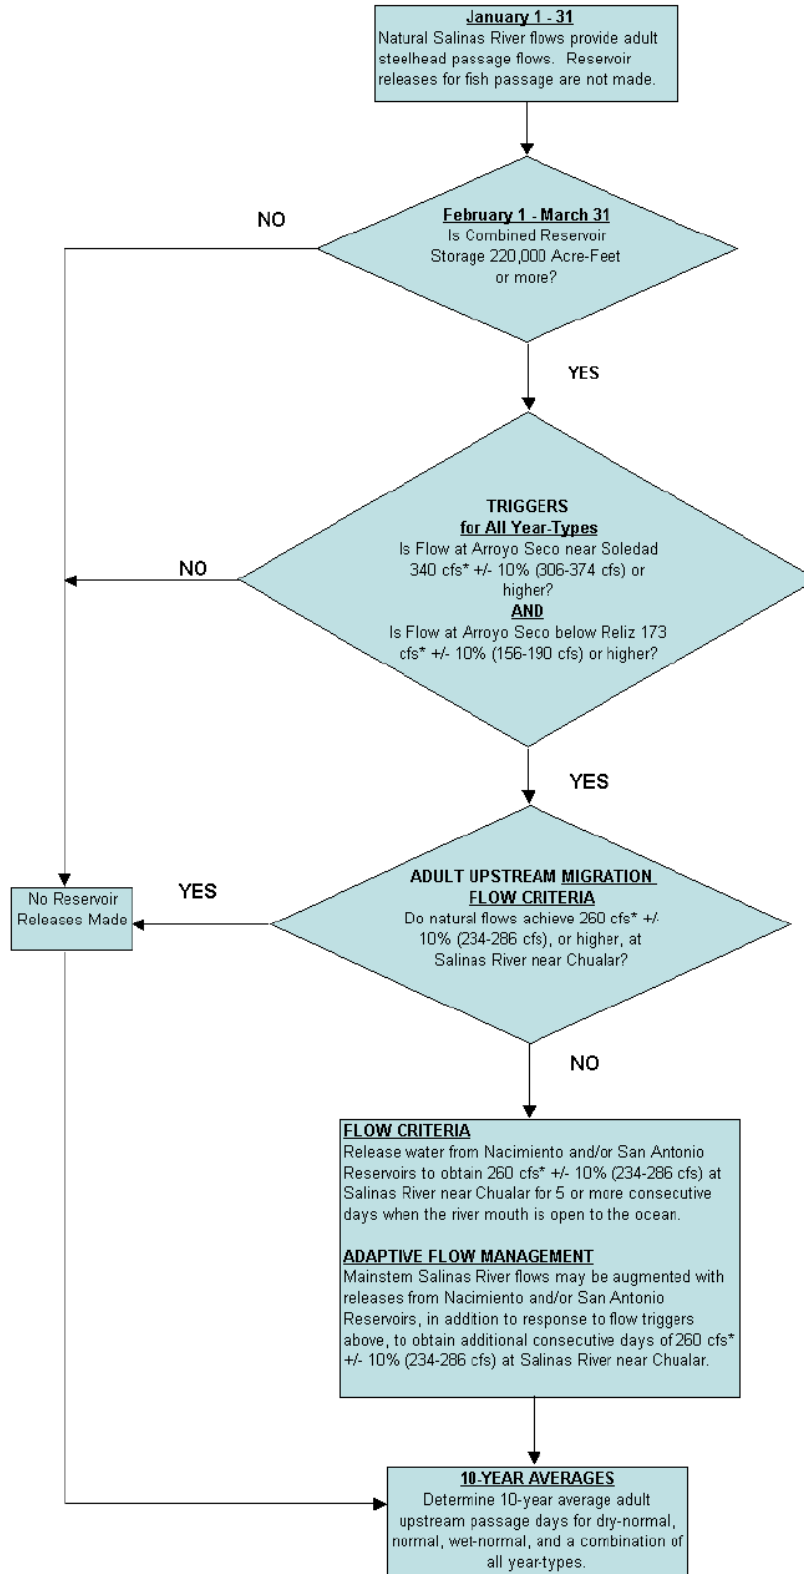 January 1 - 31
Natural Salinas River flows provide adult
steelhead passage flows.  Reservoir
releases for fish passage are not made.
NO
February 1 - March 31
Is Combined Reservoir
Storage 220,000 Acre-Feet
or more?
YES
TRIGGERS
for All Year-Types
Is Flow at Arroyo Seco near Soledad
340 cfs* +/- 10% (306-374 cfs) or
higher?
AND
Is Flow at Arroyo Seco below Reliz 173
cfs* +/- 10% (156-190 cfs) or higher?
NO
YES
ADULT UPSTREAM MIGRATION
FLOW CRITERIA
Do natural flows achieve 260 cfs* +/-
10% (234-286 cfs), or higher, at
Salinas River near Chualar?
YES
No Reservoir
Releases Made
NO
FLOW CRITERIA
Release water from Nacimiento and/or San Antonio
Reservoirs to obtain 260 cfs* +/- 10% (234-286 cfs) at
Salinas River near Chualar for 5 or more consecutive
days when the river mouth is open to the ocean.
ADAPTIVE FLOW MANAGEMENT
Mainstem Salinas River flows may be augmented with
releases from Nacimiento and/or San Antonio
Reservoirs, in addition to response to flow triggers
above, to obtain additional consecutive days of 260 cfs*
+/- 10% (234-286 cfs) at Salinas River near Chualar.
10-YEAR AVERAGES
Determine 10-year average adult
upstream passage days for dry-normal,
normal, wet-normal, and a combination of
all year-types.